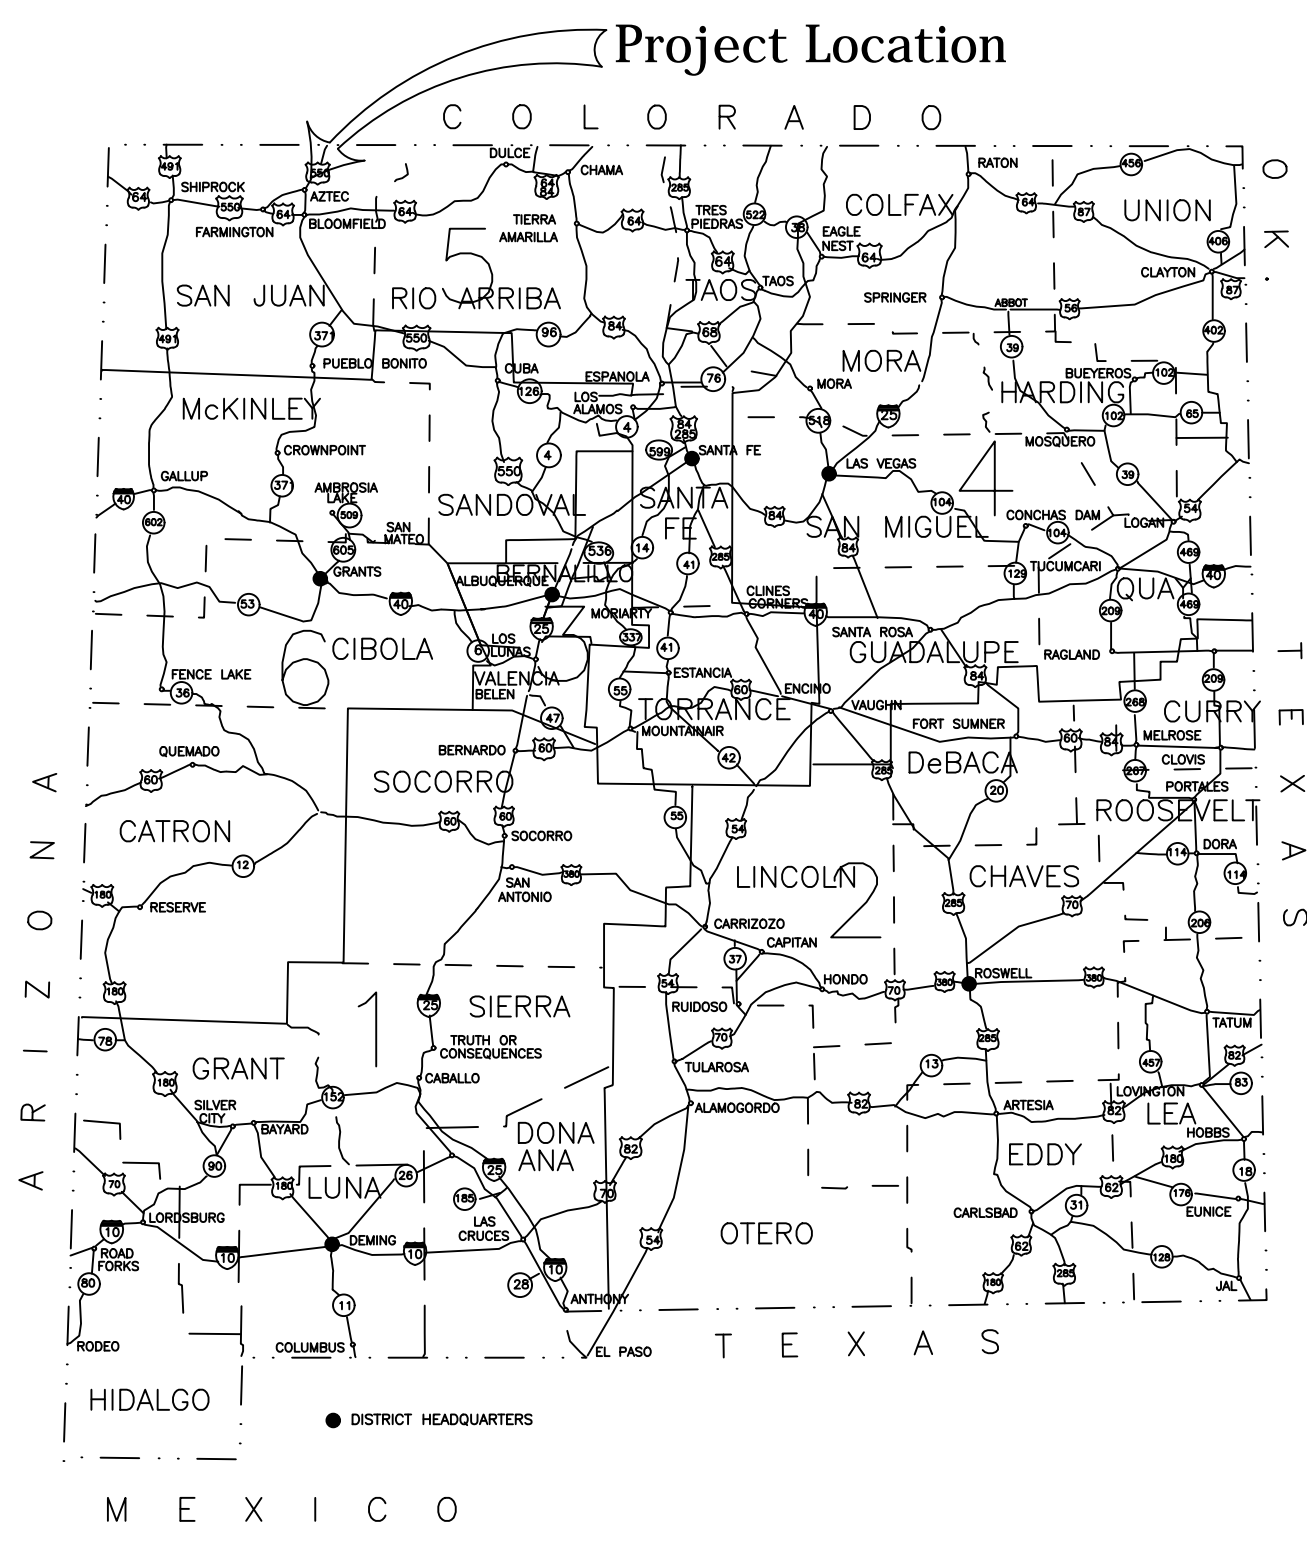 Project Location
COLORADO
491
550
DULCE
CHAMA
RATON
456
OK.
64
SHIPROCK
550
AZTEC
64
84
285
TRES
PIEDRAS
522
38
COLFAX
64
87
UNION
FARMINGTON
64
BLOOMFIELD
64
TIERRA
AMARILLA
64
EAGLE
NEST
64
406
5
64
TAOS
CLAYTON
87
SAN JUAN
RIO ARRIBA
TAOS
SPRINGER
ABBOT
56
491
371
550
96
84
68
39
402
PUEBLO BONITO
CUBA
ESPANOLA
76
MORA
MORA
HARDING
BUEYEROS
102
McKINLEY
126
LOS
ALAMOS
4
84
285
518
25
102
65
CROWNPOINT
4
599
SANTA FE
MOSQUERO
GALLUP
371
550
LAS VEGAS
4
39
40
AMBROSIA
LAKE
509
SANDOVAL
SANTA
FE
84
104
54
602
605
SAN
MATEO
536
14
SAN MIGUEL
CONCHAS DAM
104
LOGAN
GRANTS
BERNALILLO
ALBUQUERQUE
41
285
84
129
TUCUMCARI
469
53
40
3
MORIARTY
CLINES
CORNERS
40
QUAY
40
209
469
CIBOLA
6
6
LOS
LUNAS
25
337
41
SANTA ROSA
GUADALUPE
RAGLAND
TEXAS
FENCE LAKE
36
VALENCIA
BELEN
55
ESTANCIA
60
ENCINO
84
209
268
CURRY
47
TORRANCE
VAUGHN
FORT SUMNER
QUEMADO
BERNARDO
60
MOUNTAINAIR
42
60
84
MELROSE
CLOVIS
60
SOCORRO
285
DeBACA
267
PORTALES
ARIZONA
20
ROOSEVELT
CATRON
60
60
SOCORRO
55
54
114
DORA
12
SAN
ANTONIO
380
LINCOLN
2
CHAVES
114
180
RESERVE
285
70
206
CARRIZOZO
CAPITAN
37
54
HONDO
70
380
ROSWELL
380
180
1
25
SIERRA
RUIDOSO
TATUM
78
TRUTH OR
CONSEQUENCES
70
285
82
GRANT
CABALLO
TULAROSA
13
457
83
180
152
LOVINGTON
SILVER
CITY
BAYARD
ALAMOGORDO
82
ARTESIA
82
LEA
HOBBS
DONA
ANA
82
EDDY
180
90
26
25
62
18
70
180
LUNA
185
70
31
176
EUNICE
LORDSBURG
10
LAS
CRUCES
CARLSBAD
ROAD
FORKS
10
DEMING
10
54
OTERO
62
128
80
28
10
180
285
JAL
11
ANTHONY
RODEO
COLUMBUS
EL PASO
TEXAS
HIDALGO
DISTRICT HEADQUARTERS
MEXICO